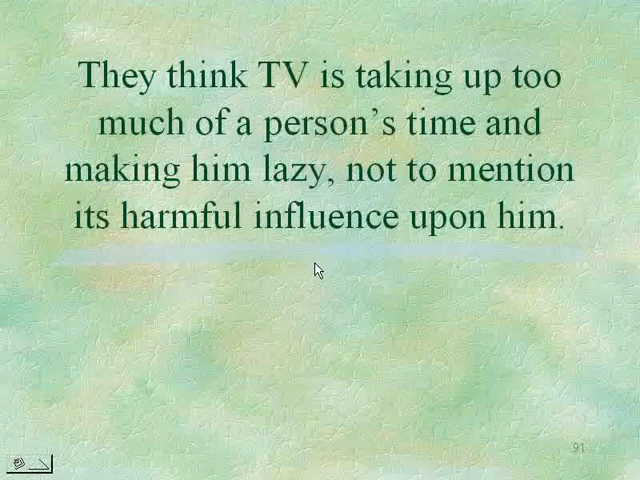 They think TV is taking up too
much of a person's time and
making him lazy, not to mention
its harmful influence upon him.
91